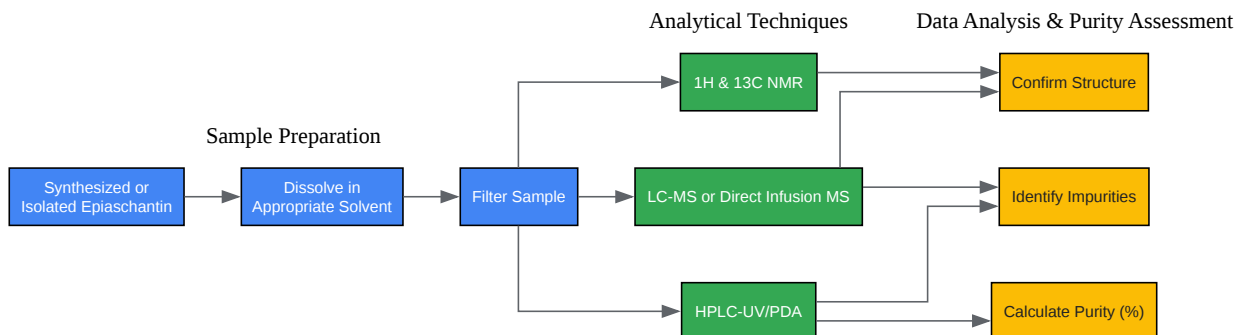 Analytical Techniques
Data Analysis & Purity Assessment
1H & 13C NMR
Confirm Structure
Sample Preparation
Synthesized or
Isolated Epiaschantin
Dissolve in
Appropriate Solvent
Filter Sample
LC-MS or Direct Infusion MS
Identify Impurities
HPLC-UV/PDA
Calculate Purity (%)